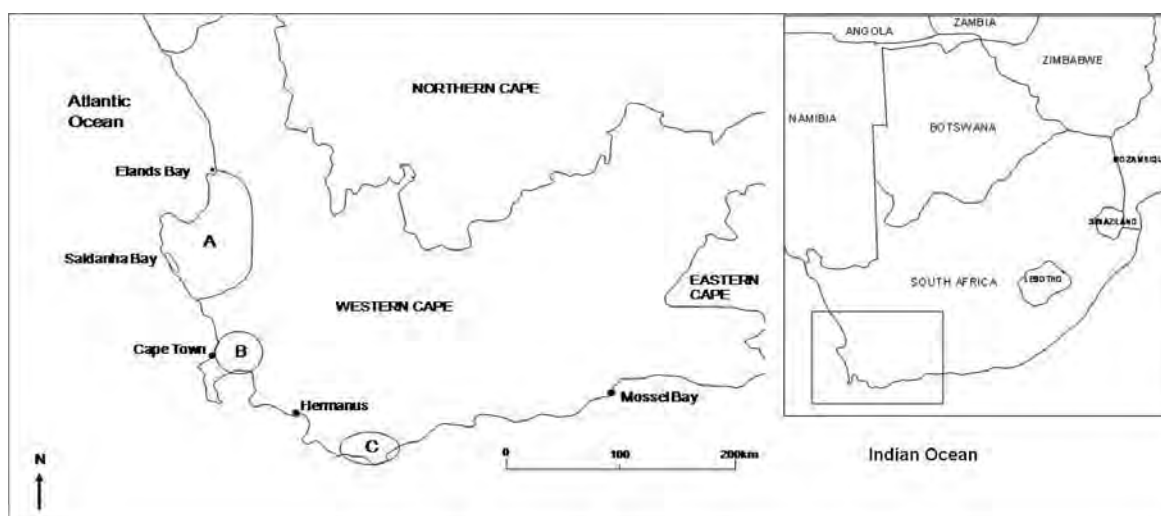 Atlantic
Ocean
NORTHERN CAPE
Elands Bay
A
Saldanha Bay
WESTERN CAPE
EASTERN
CAPE
Cape Town
B
Hermanus
Mossel Bay
C
0
100
200km
N
ANGOLA
ZAMBIA
ZIMBABWE
NAMIBIA
BOTSWANA
MOZAMBIQU
SWAZILAND
SOUTH AFRICA
LESOTHO
Indian Ocean